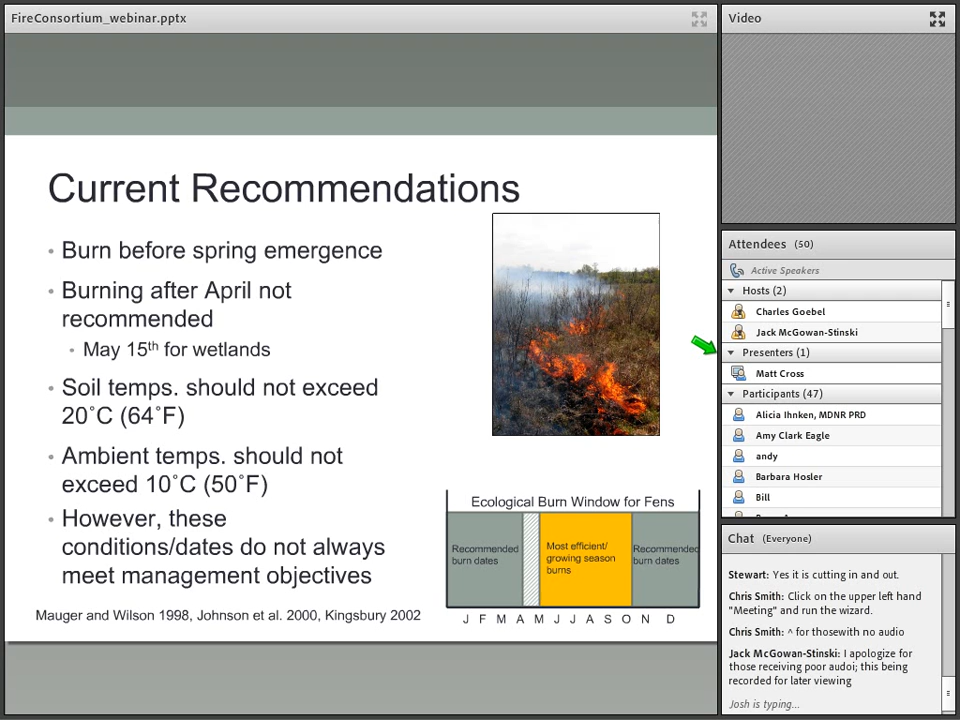 FireConsortium_webinar.pptx
Current Recommendations
• Burn before spring emergence
• Burning after April not
recommended
• May 15th for wetlands
• Soil temps. should not exceed
20˚C (64˚F)
• Ambient temps. should not
exceed 10˚C (50˚F)
• However, these
conditions/dates do not always
meet management objectives
Mauger and Wilson 1998, Johnson et al. 2000, Kingsbury 2002
Ecological Burn Window for Fens
Recommended
burn dates
Most efficient/
growing season
burns
Recommended
burn dates
J F M A M J J A S O N D
Video
Attendees (50)
Active Speakers
Hosts (2)
Charles Goebel
Jack McGowan-Stinski
Presenters (1)
Matt Cross
Participants (47)
Alicia Ihnken, MDNR PRD
Amy Clark Eagle
andy
Barbara Hosler
Bill
Chat (Everyone)
Stewart: Yes it is cutting in and out.
Chris Smith: Click on the upper left hand
"Meeting" and run the wizard.
Chris Smith: ^ for thosewith no audio
Jack McGowan-Stinski: I apologize for
those receiving poor audoi; this being
recorded for later viewing
Josh is typing...